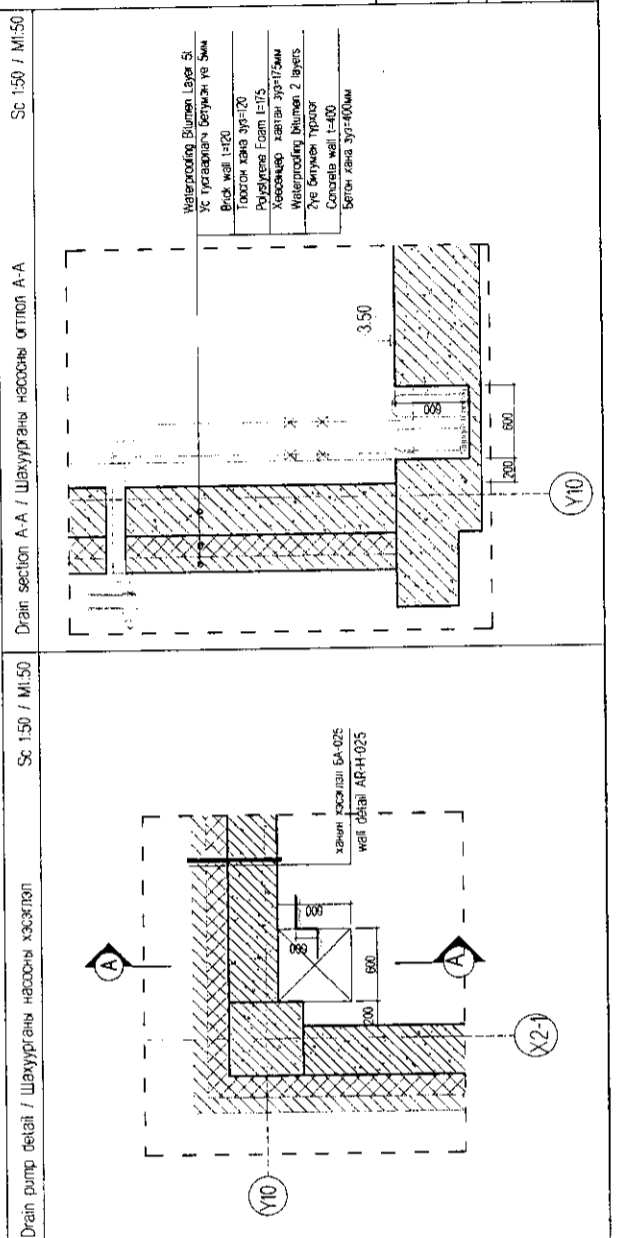 Drain pump detail / Шахуурганы насосны хэсэглэл
Sc 1:50 / M1:50
A
600
600
200
A
Y10
X2-1
ханын хэсэглэл БА-025
wall detail AR-H-025
Drain section A-A / Шахуурганы насосны огтлол A-A
Sc 1:50 / M1:50
Waterproofing Bitumen Layer 5t
Ус тусгаарлагч битумэн үе 5мм
Brick wall t=120
Тоосгон хана зуз=120
Polystyrene Foam t=175
Хөөсөнцөр хавтан зуз=175мм
Waterproofing bitumen 2 layers
2үе битумен түрхлэг
Concrete wall t=400
Бетон хана зуз=400мм
-3.50
600
600
200
Y10